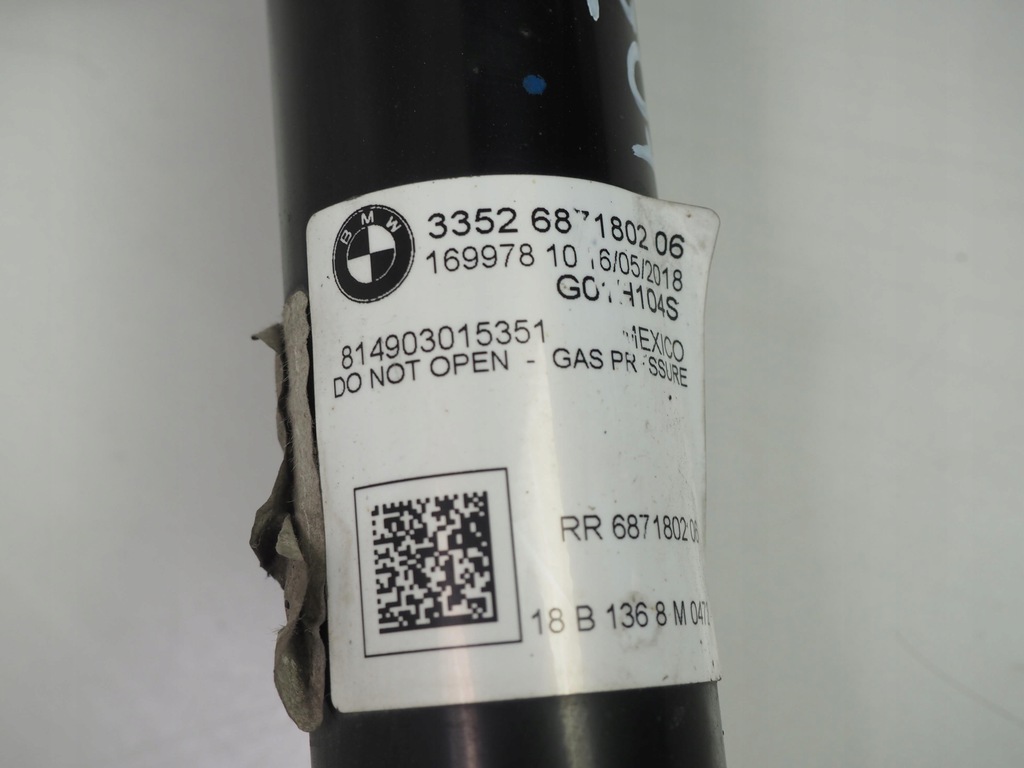 BMW
3352 6871802 06
169978 10 16/05/2018
814903015351
MEXICO
DO NOT OPEN - GAS PRESSURE
RR 6871802 06
18 B 136 8 M